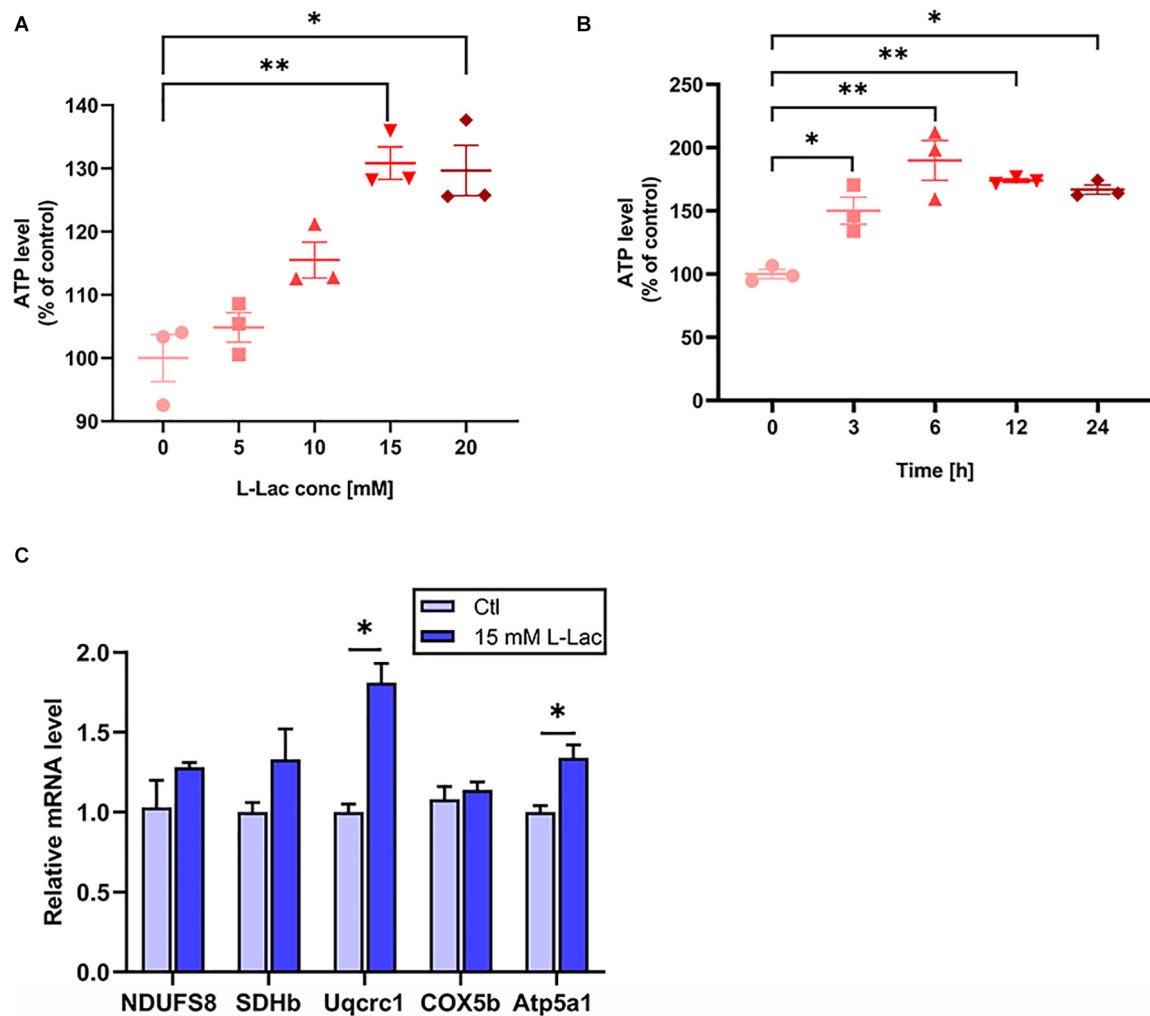 A
*
**
140
130
120
110
100
90
ATP level
(% of control)
0 5 10 15 20
L-Lac conc [mM]
B
*
**
**
*
250
200
150
100
50
0
ATP level
(% of control)
0 3 6 12 24
Time [h]
C
Ctl
15 mM L-Lac
*
*
2.0
1.5
1.0
0.5
0.0
Relative mRNA level
NDUFS8 SDHb Uqcrc1 COX5b Atp5a1